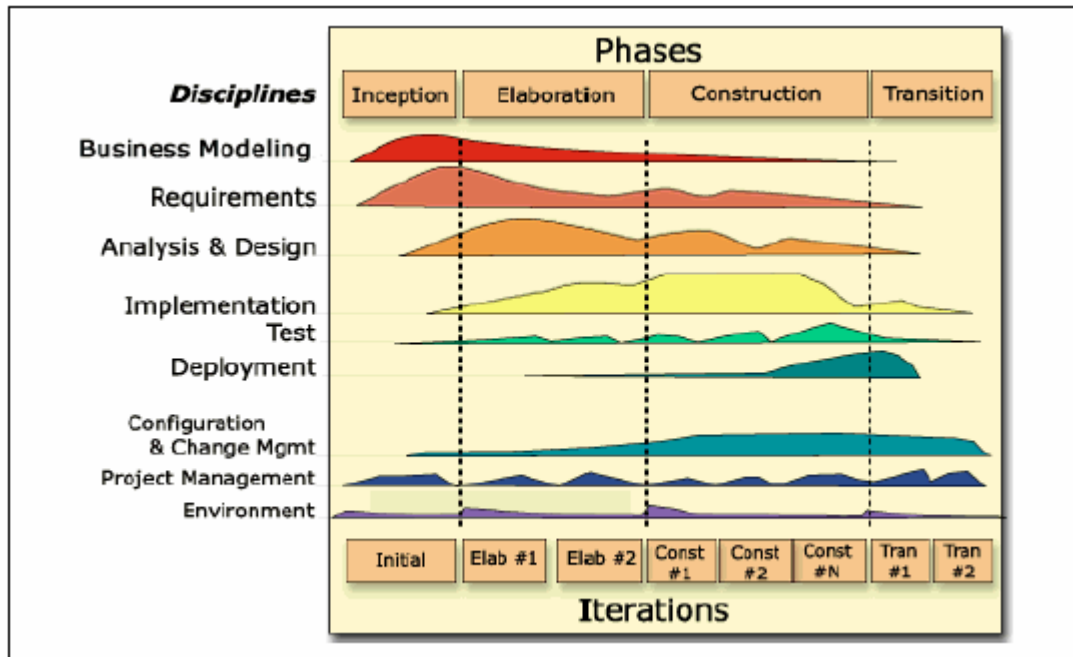 Phases
Disciplines
Inception
Elaboration
Construction
Transition
Business Modeling
Requirements
Analysis & Design
Implementation
Test
Deployment
Configuration
& Change Mgmt
Project Management
Environment
Initial
Elab #1
Elab #2
Const
#1
Const
#2
Const
#N
Tran
#1
Tran
#2
Iterations